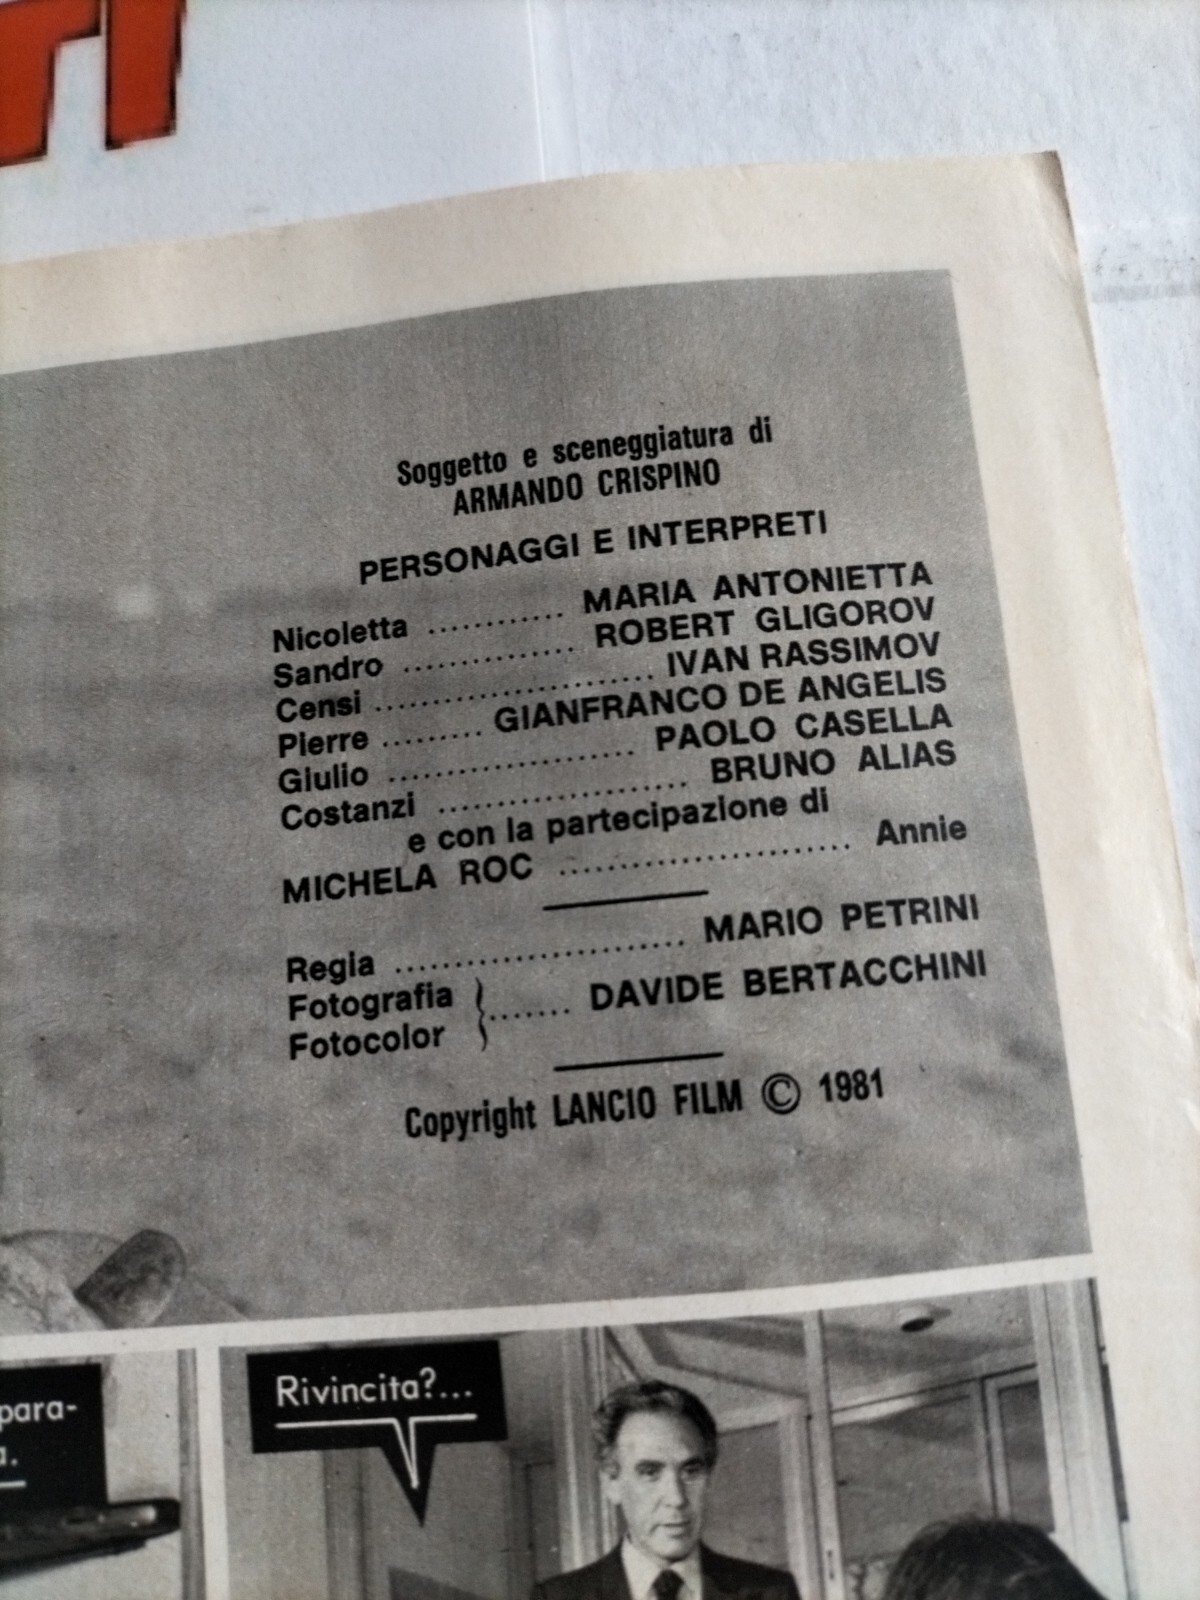 Soggetto e sceneggiatura di
ARMANDO CRISPINO
PERSONAGGI E INTERPRETI
Nicoletta ............ MARIA ANTONIETTA
Sandro ............... ROBERT GLIGOROV
Censi ........................ IVAN RASSIMOV
Pierre ......... GIANFRANCO DE ANGELIS
Giulio ..................... PAOLO CASELLA
Costanzi ..................... BRUNO ALIAS
e con la partecipazione di
MICHELA ROC ........................ Annie
Regia ........................ MARIO PETRINI
Fotografia
Fotocolor } ....... DAVIDE BERTACCHINI
Copyright LANCIO FILM © 1981
para-
Rivincita?...